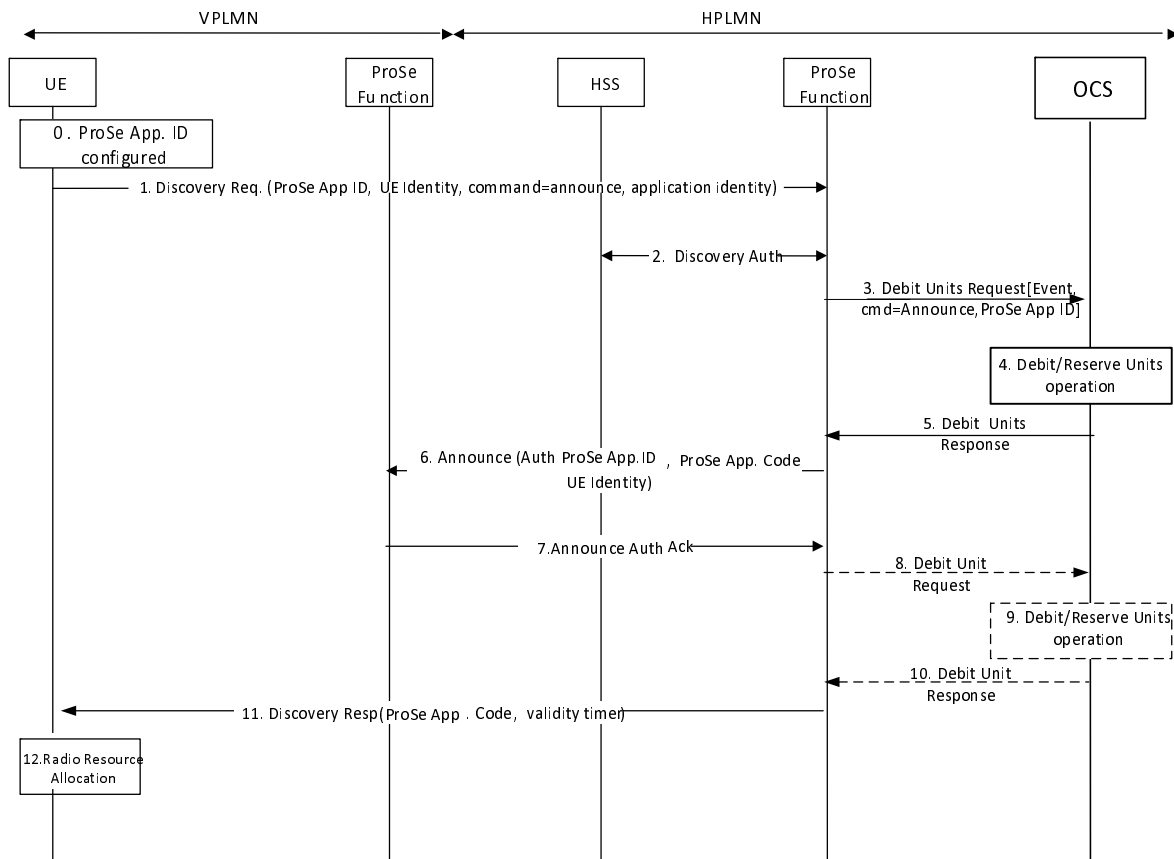 VPLMN
HPLMN
UE
ProSe
Function
HSS
ProSe
Function
OCS
0. ProSe App. ID
configured
1. Discovery Req. (ProSe App ID, UE Identity, command=announce, application identity)
2. Discovery Auth
3. Debit Units Request[Event,
cmd=Announce,ProSe App ID]
4. Debit/Reserve Units
operation
5. Debit Units
Response
6. Announce (Auth ProSe App.ID , ProSe App. Code
UE Identity)
7.Announce Auth Ack
8. Debit Unit
Request
9. Debit/Reserve Units
operation
10. Debit Unit
Response
11. Discovery Resp(ProSe App . Code, validity timer)
12.Radio Resource
Allocation